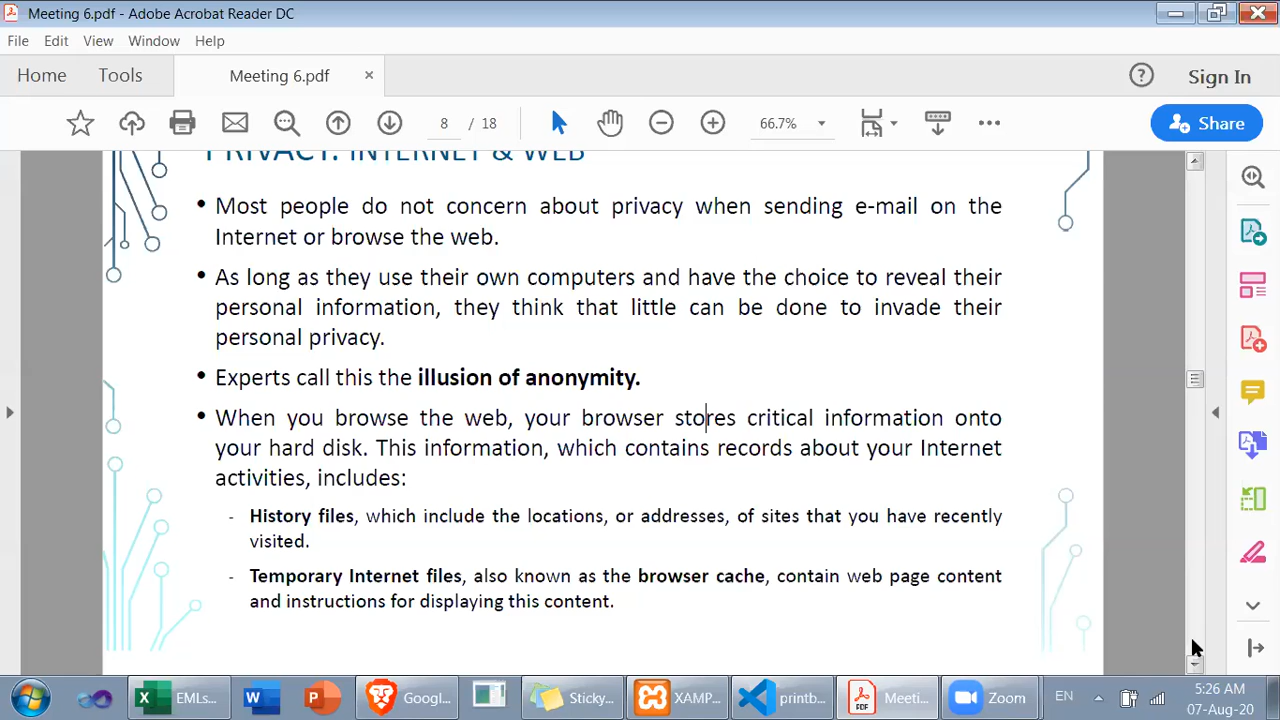 Meeting 6.pdf - Adobe Acrobat Reader DC
File Edit View Window Help
Home Tools Meeting 6.pdf × Sign In
8 / 18 66.7% Share
PRIVACY: INTERNET & WEB
• Most people do not concern about privacy when sending e-mail on the
Internet or browse the web.
• As long as they use their own computers and have the choice to reveal their
personal information, they think that little can be done to invade their
personal privacy.
• Experts call this the illusion of anonymity.
• When you browse the web, your browser stores critical information onto
your hard disk. This information, which contains records about your Internet
activities, includes:
- History files, which include the locations, or addresses, of sites that you have recently
visited.
- Temporary Internet files, also known as the browser cache, contain web page content
and instructions for displaying this content.
EMLs... Googl... Sticky... XAMP... printb... Meeti... Zoom EN 5:26 AM
07-Aug-20